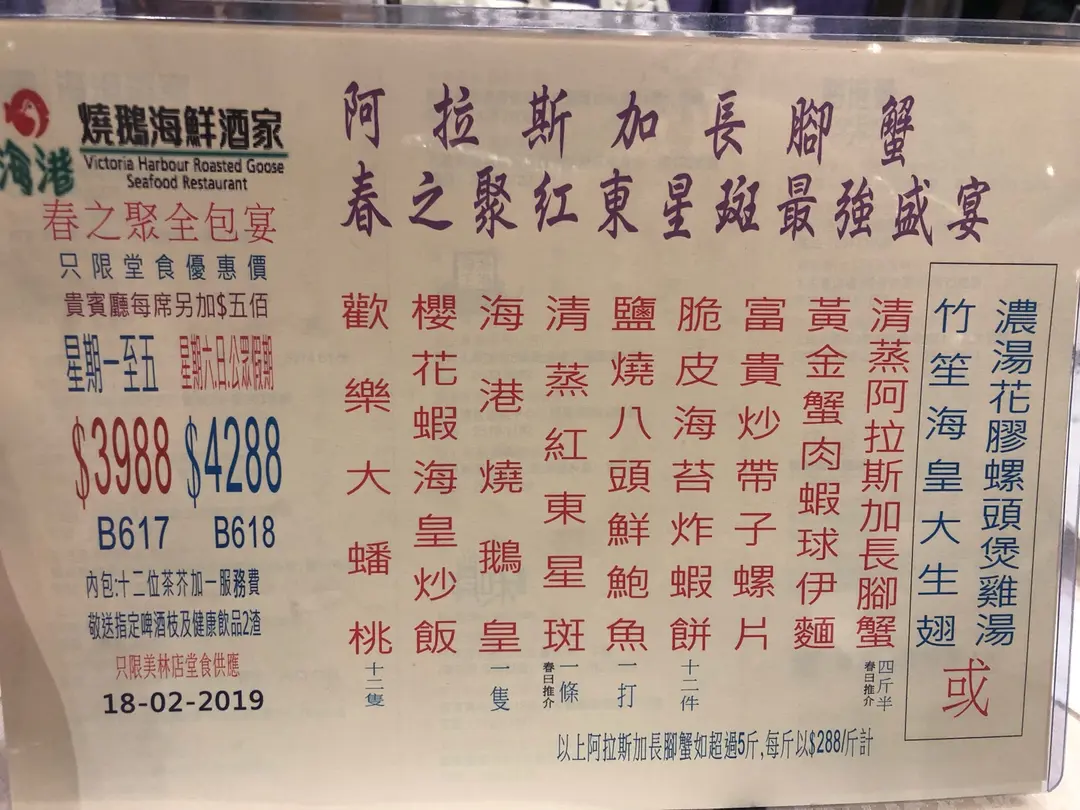 海港
燒鵝海鮮酒家
Victoria Harbour Roasted Goose
Seafood Restaurant
春之聚全包宴
只限堂食優惠價
貴賓廳每席另加$五佰
星期一至五 星期六日公眾假期
$3988 $4288
B617 B618
內包:十二位茶芥加一服務費
敬送指定啤酒枝及健康飲品2渣
只限美林店堂食供應
18-02-2019
阿拉斯加長腳蟹
春之聚紅東星斑最強盛宴
濃湯花膠螺頭煲雞湯
或
竹笙海皇大生翅
清蒸阿拉斯加長腳蟹 四斤半 春日推介
黃金蟹肉蝦球伊麵
富貴炒帶子螺片
脆皮海苔炸蝦餅 十二件
鹽燒八頭鮮鮑魚 一打
清蒸紅東星斑 一條 春日推介
海港燒鵝皇 一隻
櫻花蝦海皇炒飯
歡樂大蟠桃 十二隻
以上阿拉斯加長腳蟹如超過5斤,每斤以$288/斤計